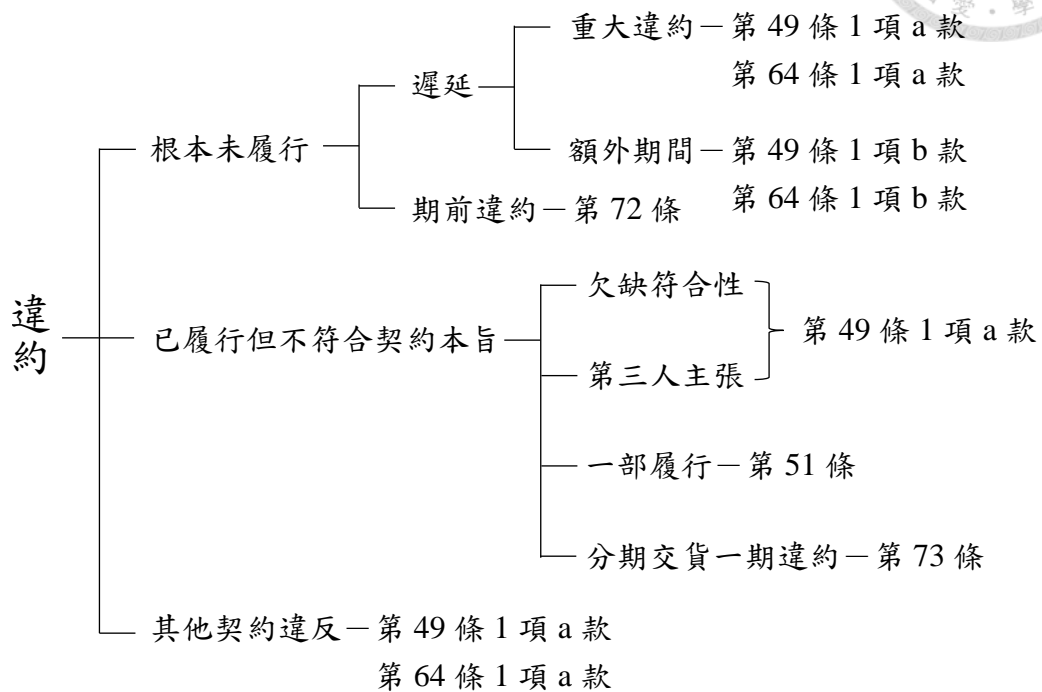 重大違約－第 49 條 1 項 a 款
第 64 條 1 項 a 款
遲延
根本未履行
額外期間－第 49 條 1 項 b 款
第 64 條 1 項 b 款
期前違約－第 72 條
違約
已履行但不符合契約本旨
欠缺符合性
第三人主張
第 49 條 1 項 a 款
一部履行－第 51 條
分期交貨一期違約－第 73 條
其他契約違反－第 49 條 1 項 a 款
第 64 條 1 項 a 款